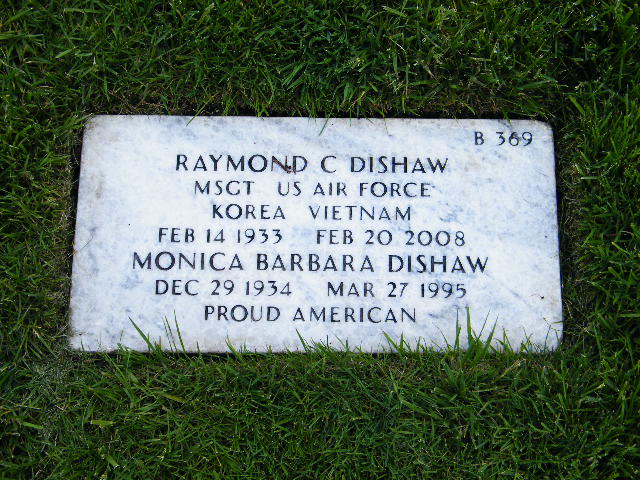 B 369
RAYMOND C DISHAW
MSGT US AIR FORCE
KOREA VIETNAM
FEB 14 1933 FEB 20 2008
MONICA BARBARA DISHAW
DEC 29 1934 MAR 27 1995
PROUD AMERICAN